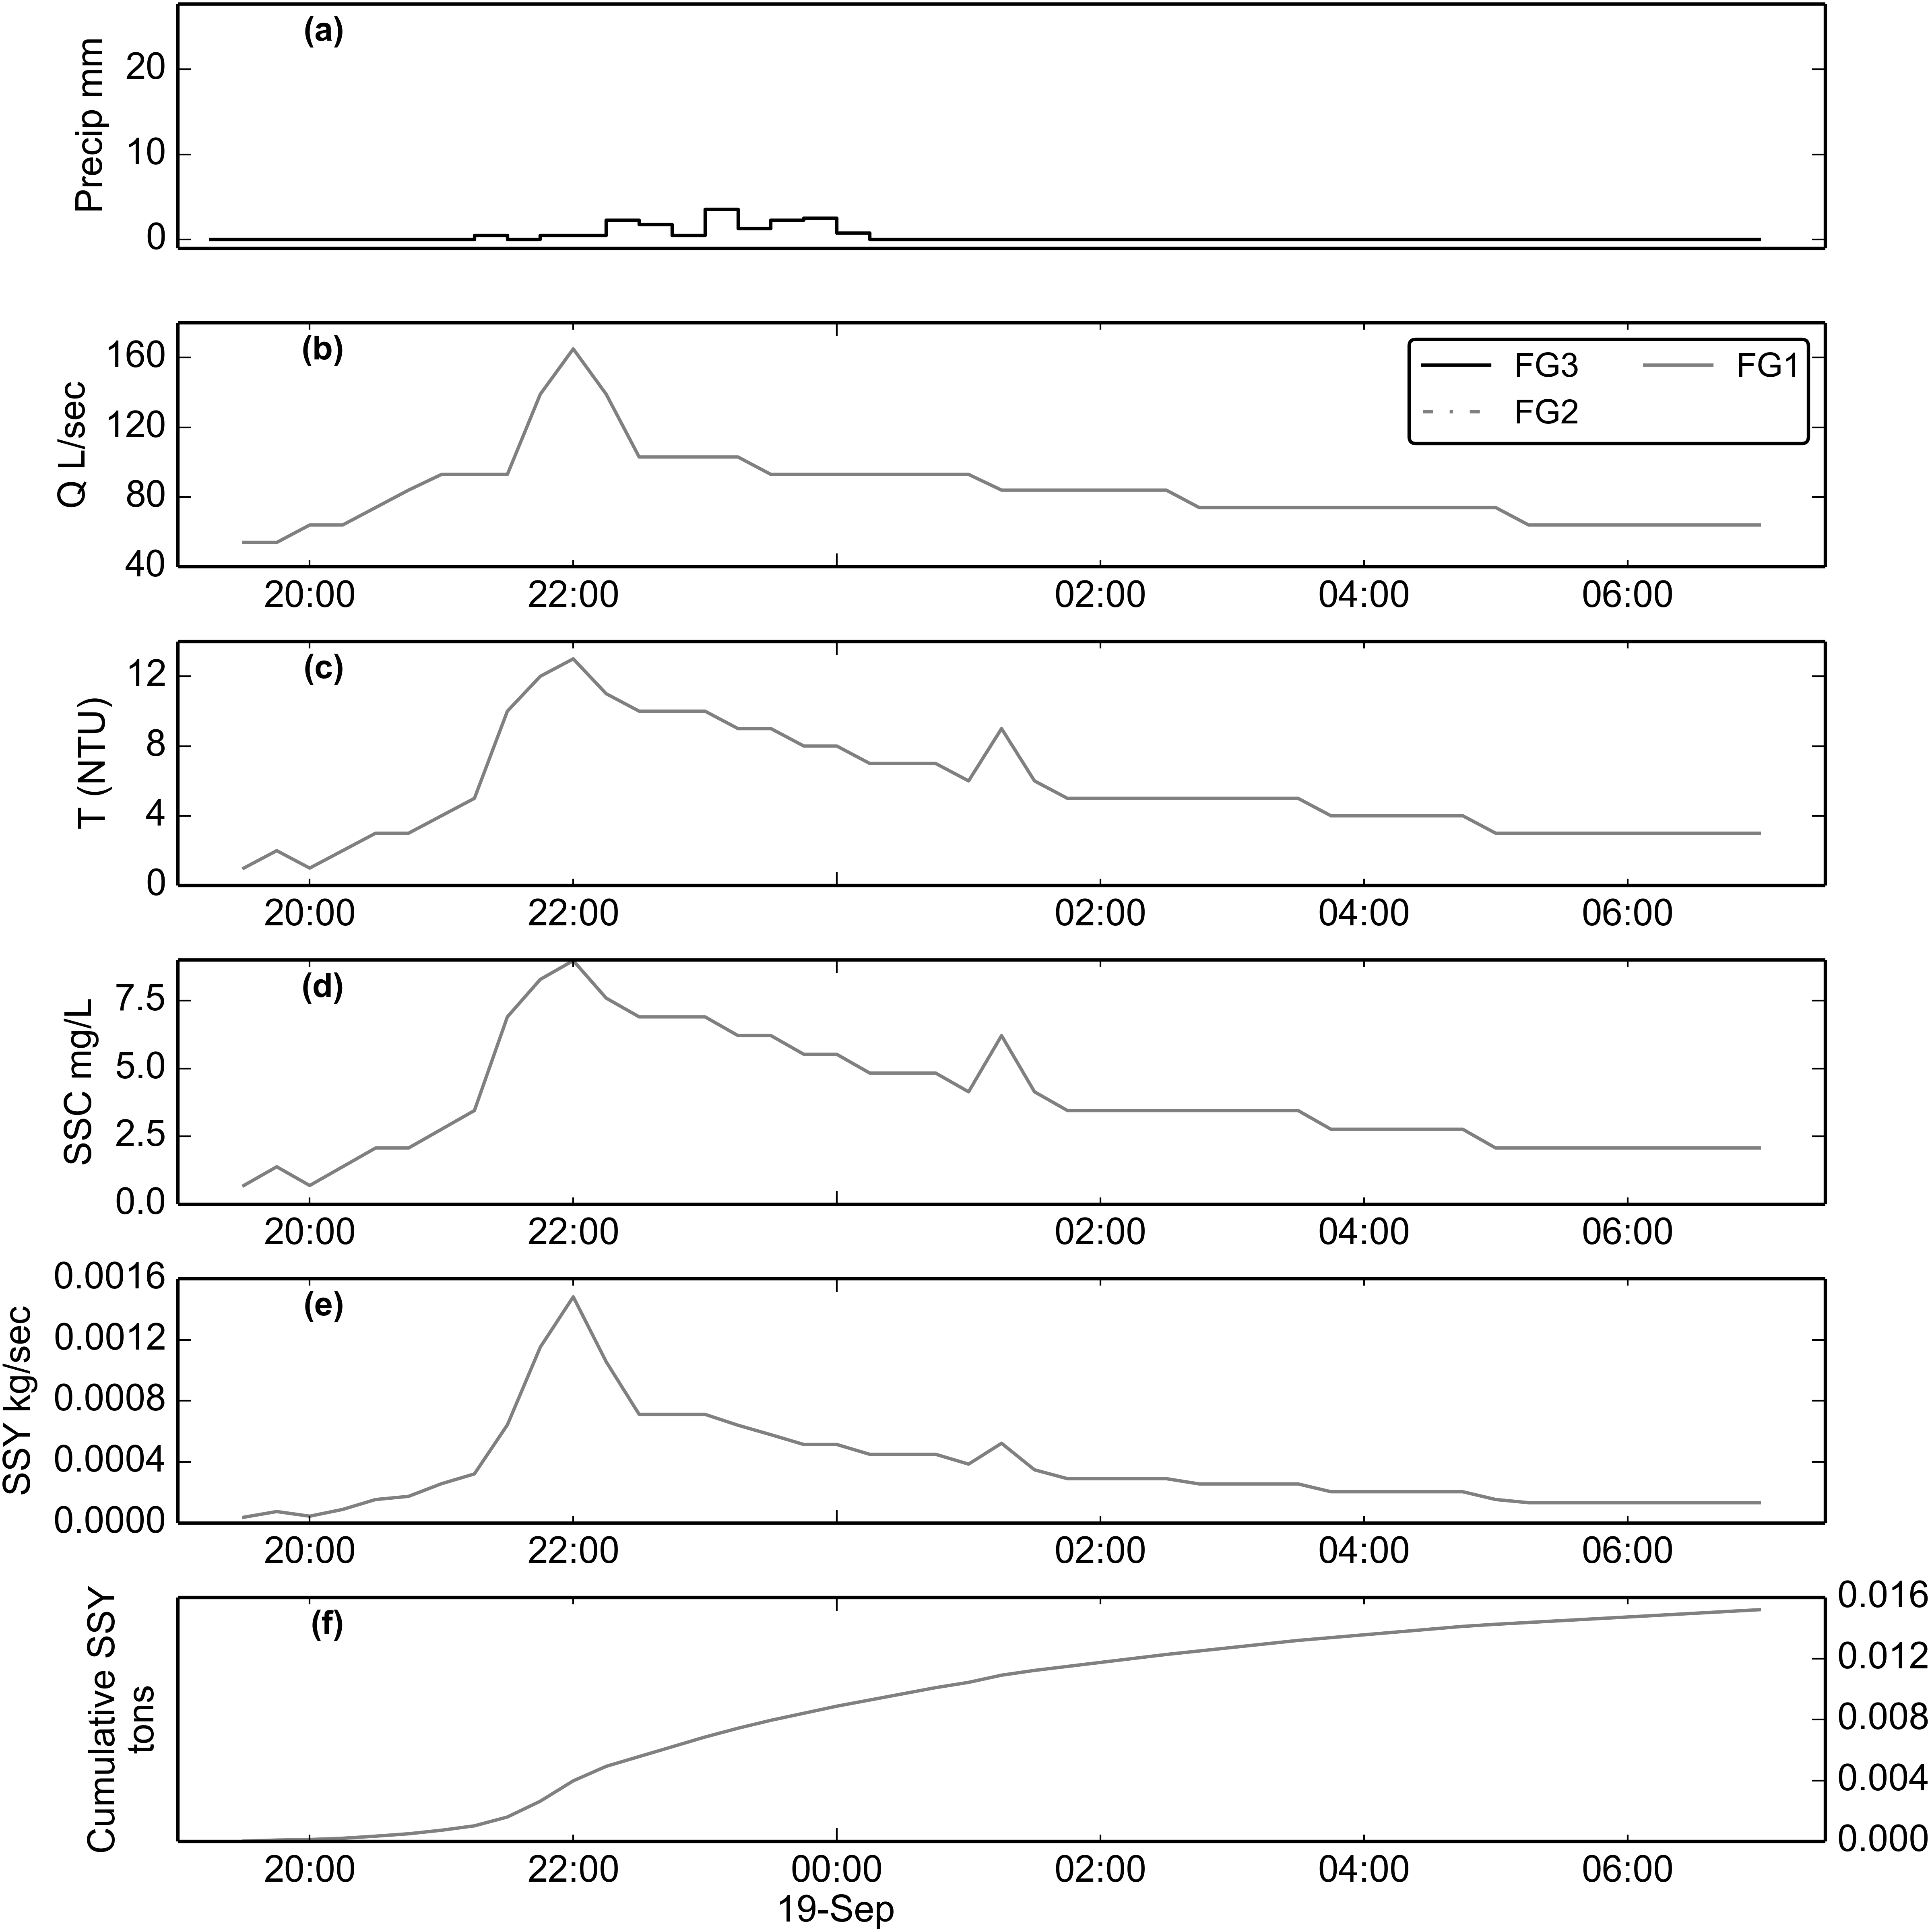 (a)
Precip mm
20
10
0
(b)
Q L/sec
160
120
80
40
FG3 FG1
FG2
20:00 22:00 02:00 04:00 06:00
(c)
T (NTU)
12
8
4
0
20:00 22:00 02:00 04:00 06:00
(d)
SSC mg/L
7.5
5.0
2.5
0.0
20:00 22:00 02:00 04:00 06:00
(e)
SSY kg/sec
0.0016
0.0012
0.0008
0.0004
0.0000
20:00 22:00 02:00 04:00 06:00
(f)
Cumulative SSY
tons
0.016
0.012
0.008
0.004
0.000
20:00 22:00 00:00 02:00 04:00 06:00
19-Sep